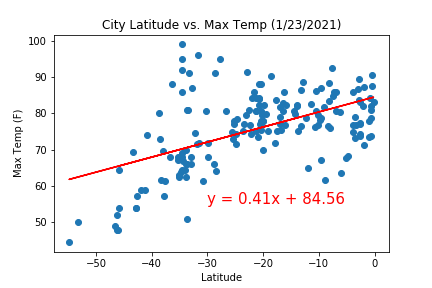 City Latitude vs. Max Temp (1/23/2021)
100
90
80
70
60
50
Max Temp (F)
y = 0.41x + 84.56
−50 −40 −30 −20 −10 0
Latitude